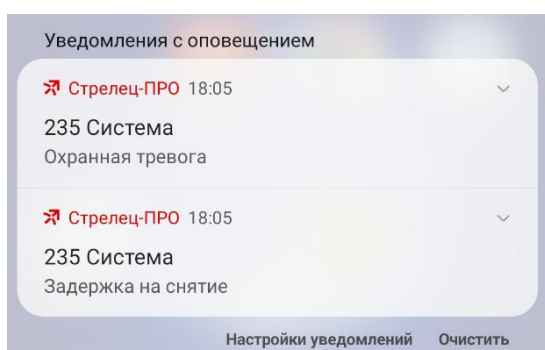 Уведомления с оповещением
Стрелец-ПРО 18:05
235 Система
Охранная тревога
Стрелец-ПРО 18:05
235 Система
Задержка на снятие
Настройки уведомлений Очистить